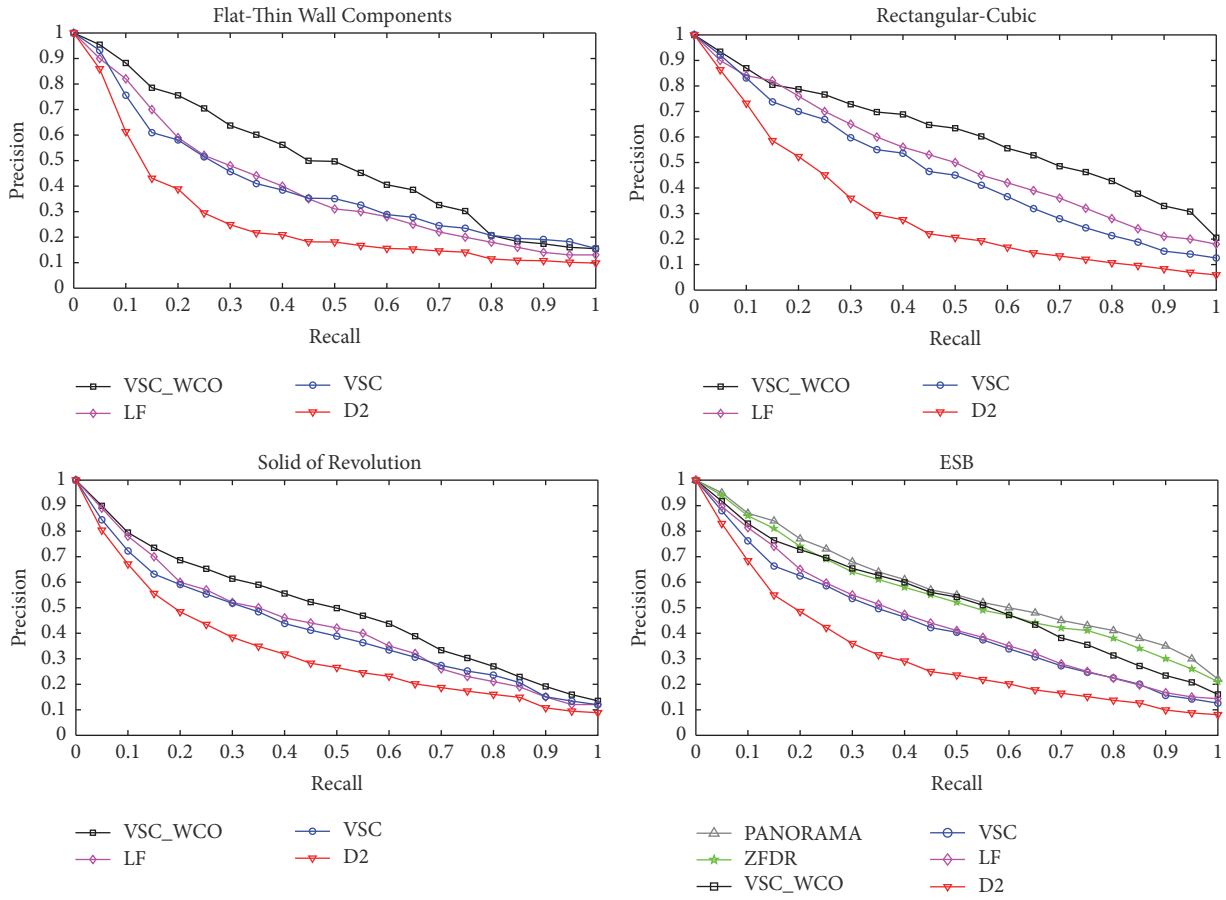 Flat-Thin Wall Components
1
0.9
0.8
0.7
0.6
0.5
0.4
0.3
0.2
0.1
0
Precision
0 0.1 0.2 0.3 0.4 0.5 0.6 0.7 0.8 0.9 1
Recall
VSC_WCO VSC
LF D2
Rectangular-Cubic
1
0.9
0.8
0.7
0.6
0.5
0.4
0.3
0.2
0.1
0
Precision
0 0.1 0.2 0.3 0.4 0.5 0.6 0.7 0.8 0.9 1
Recall
VSC_WCO VSC
LF D2
Solid of Revolution
1
0.9
0.8
0.7
0.6
0.5
0.4
0.3
0.2
0.1
0
Precision
0 0.1 0.2 0.3 0.4 0.5 0.6 0.7 0.8 0.9 1
Recall
VSC_WCO VSC
LF D2
ESB
1
0.9
0.8
0.7
0.6
0.5
0.4
0.3
0.2
0.1
0
Precision
0 0.1 0.2 0.3 0.4 0.5 0.6 0.7 0.8 0.9 1
Recall
PANORAMA VSC
ZFDR LF
VSC_WCO D2